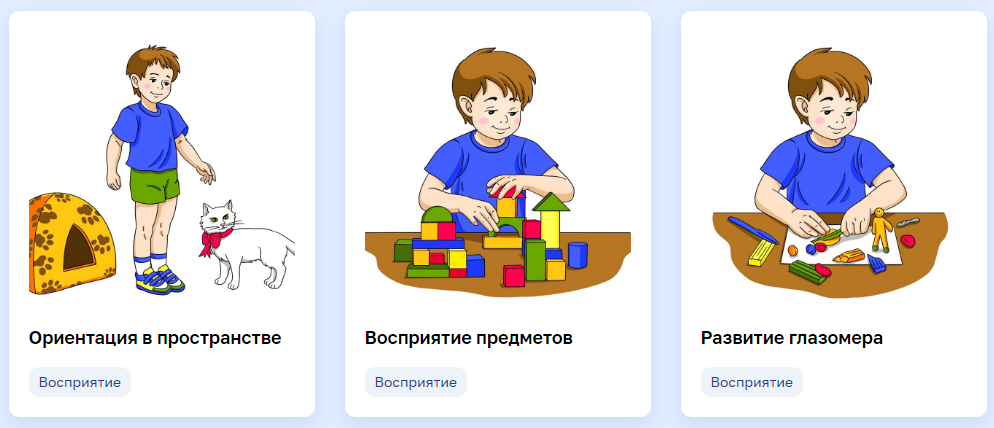 Ориентация в пространстве
Восприятие предметов
Развитие глазомера
Восприятие
Восприятие
Восприятие